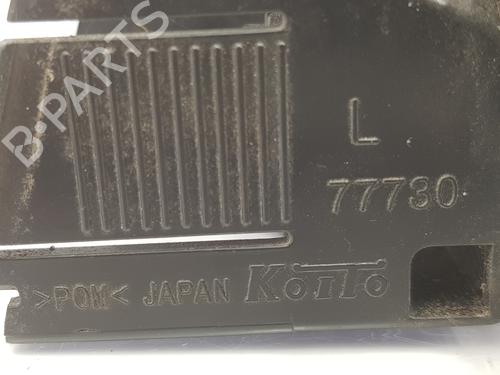 B-PARTS
L
77730
>POM< JAPAN KOITO